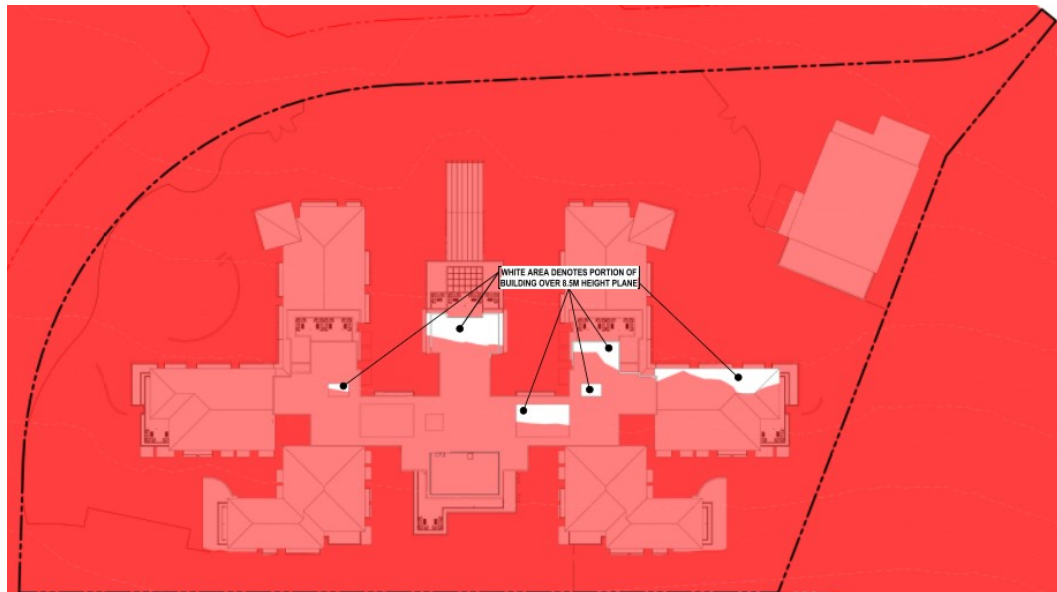 WHITE AREA DENOTES PORTION OF
BUILDING OVER 8.5M HEIGHT PLANE